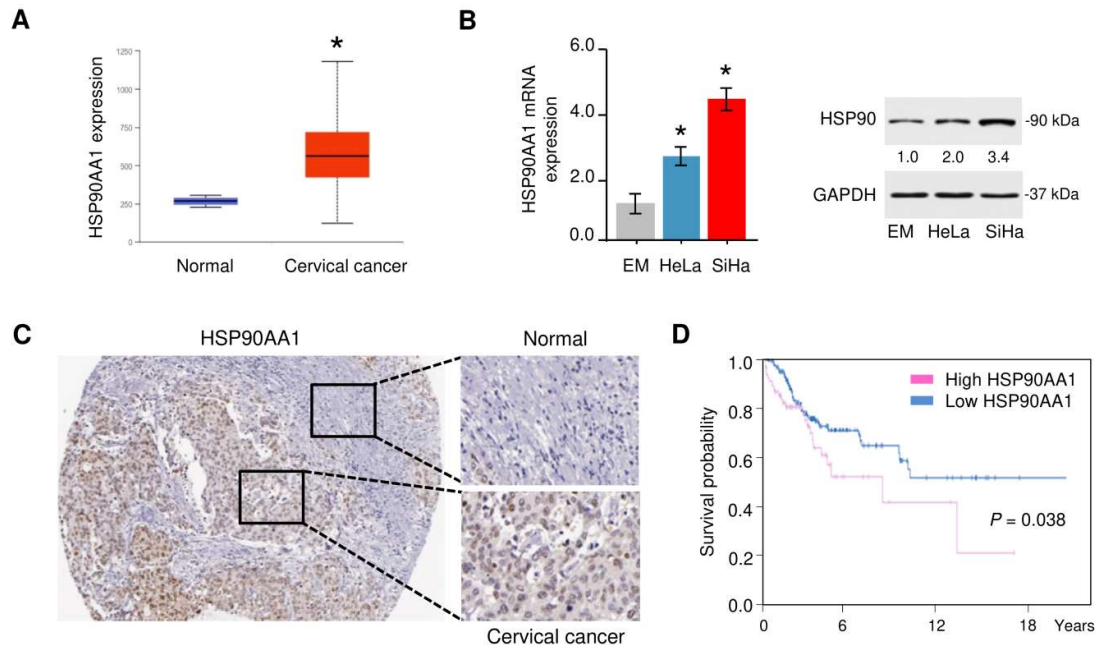 A
*
1250
1000
750
500
250
0
HSP90AA1 expression
Normal
Cervical cancer
B
6.0
4.0
2.0
0.0
HSP90AA1 mRNA
expression
*
*
EM
HeLa
SiHa
HSP90
-90 kDa
1.0
2.0
3.4
GAPDH
-37 kDa
EM
HeLa
SiHa
C
HSP90AA1
Normal
Cervical cancer
D
1.0
0.8
0.6
0.4
0.2
0.0
Survival probability
High HSP90AA1
Low HSP90AA1
P = 0.038
0
6
12
18
Years